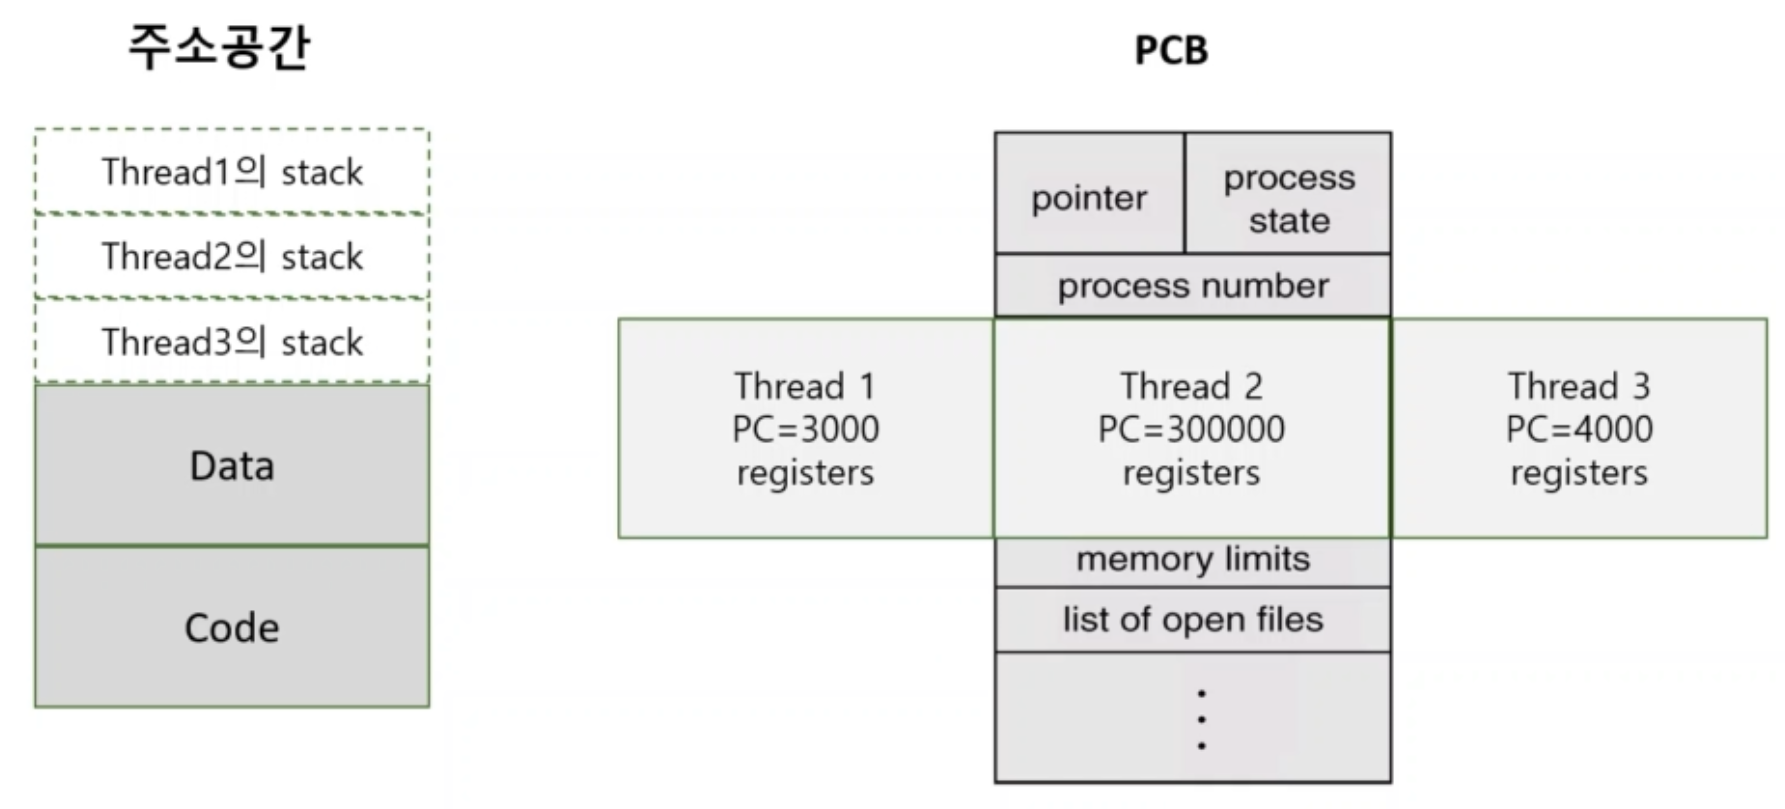 주소공간
Thread1의 stack
Thread2의 stack
Thread3의 stack
Data
Code
PCB
pointer
process
state
process number
Thread 1
PC=3000
registers
Thread 2
PC=300000
registers
Thread 3
PC=4000
registers
memory limits
list of open files